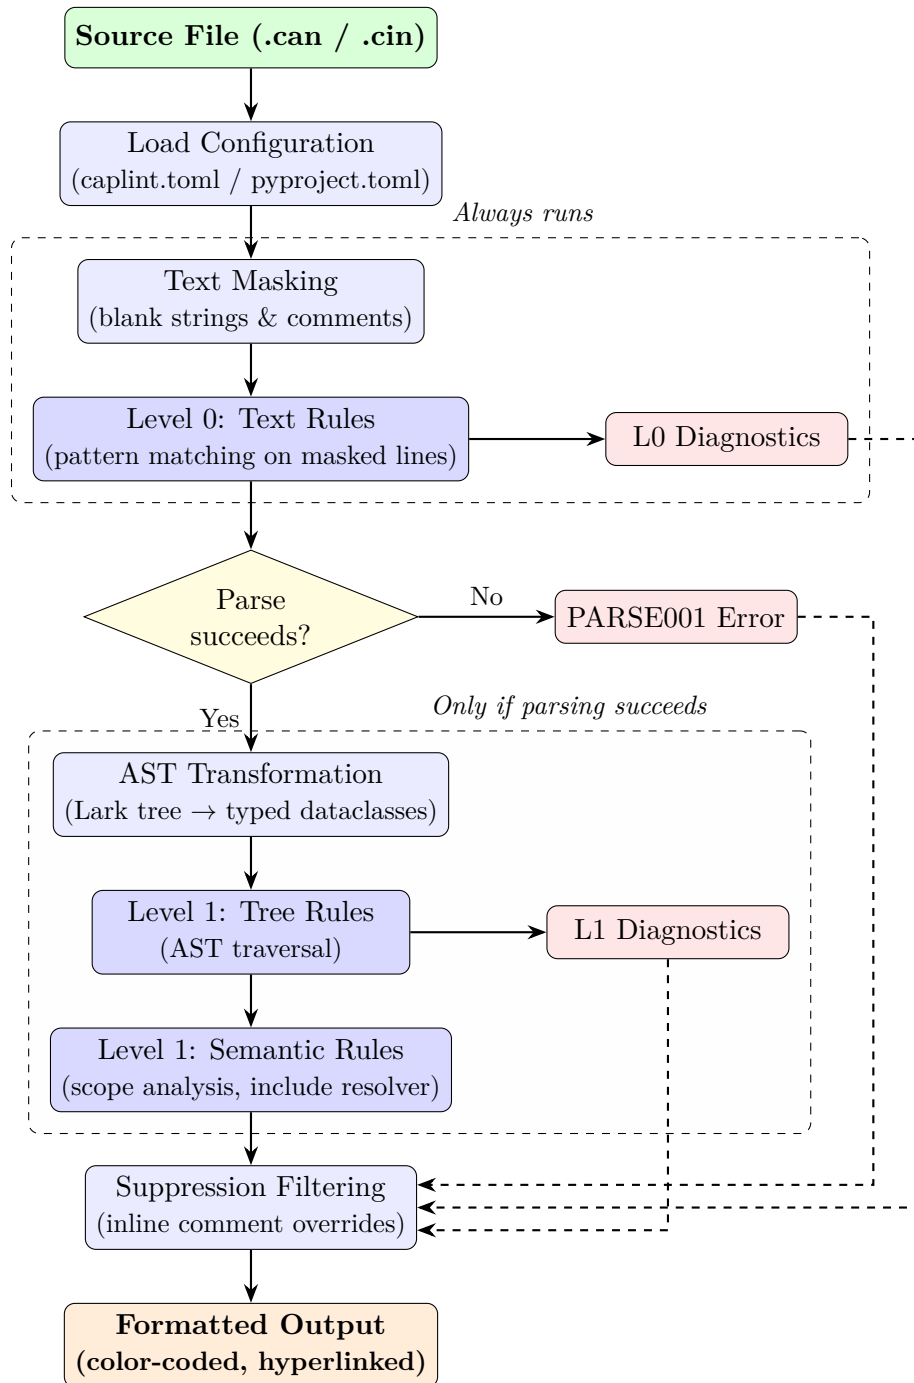 Source File (.can / .cin)
Load Configuration
(caplint.toml / pyproject.toml)
Always runs
Text Masking
(blank strings & comments)
Level 0: Text Rules
(pattern matching on masked lines)
L0 Diagnostics
Parse
succeeds?
No
PARSE001 Error
Yes
Only if parsing succeeds
AST Transformation
(Lark tree → typed dataclasses)
Level 1: Tree Rules
(AST traversal)
L1 Diagnostics
Level 1: Semantic Rules
(scope analysis, include resolver)
Suppression Filtering
(inline comment overrides)
Formatted Output
(color-coded, hyperlinked)